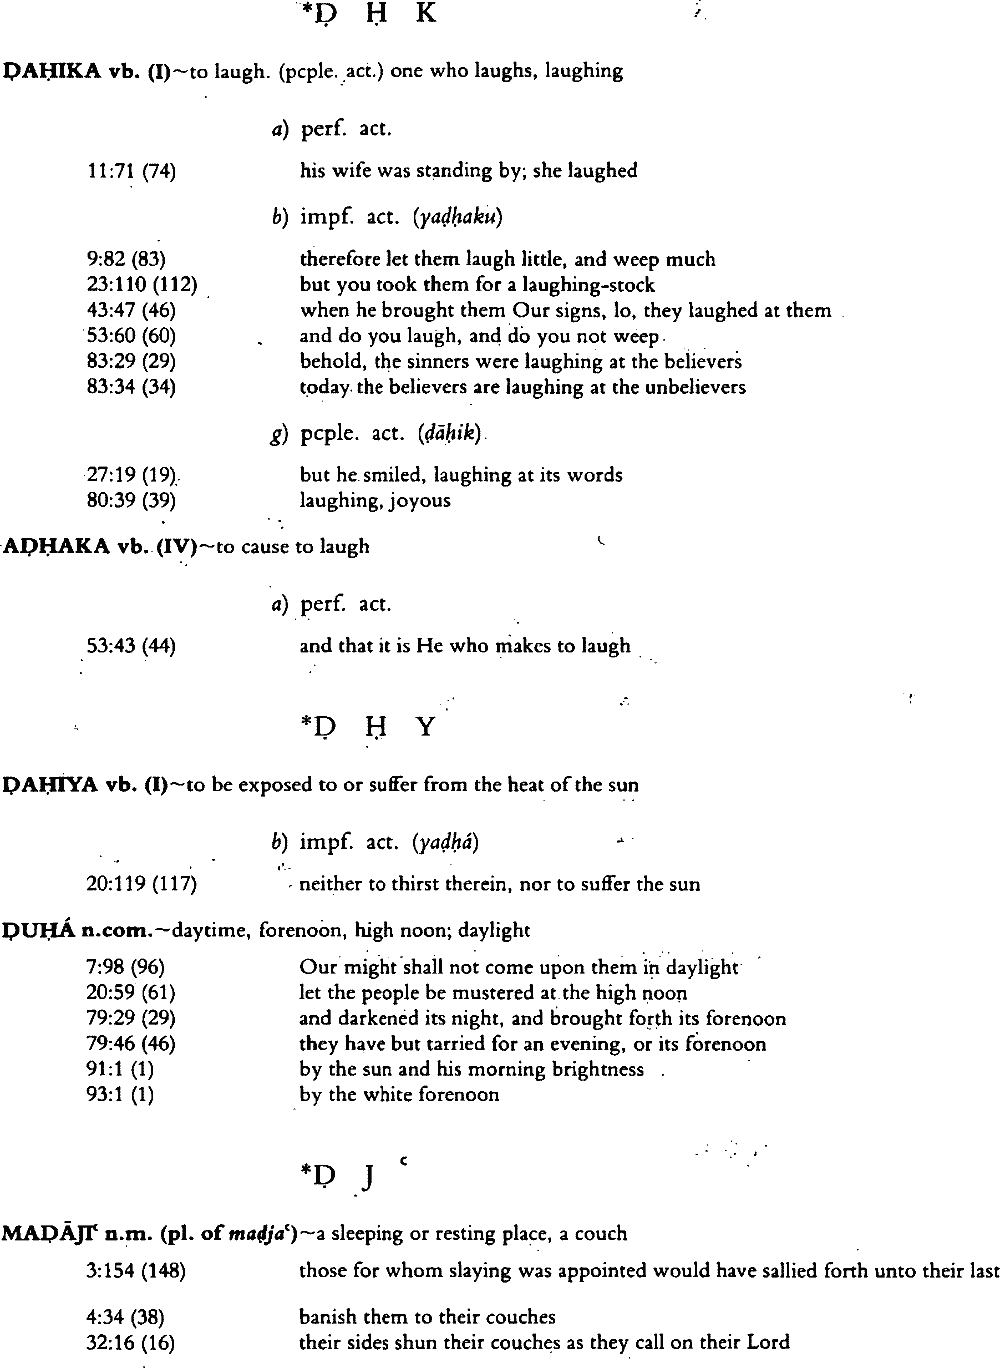 *Ḍ Ḥ K
ḌAḤIKA vb. (I)~to laugh. (pcple. act.) one who laughs, laughing
a) perf. act.
11:71 (74) his wife was standing by; she laughed
b) impf. act. (yaḍḥaku)
9:82 (83) therefore let them laugh little, and weep much
23:110 (112) but you took them for a laughing-stock
43:47 (46) when he brought them Our signs, lo, they laughed at them
53:60 (60) and do you laugh, and do you not weep
83:29 (29) behold, the sinners were laughing at the believers
83:34 (34) today the believers are laughing at the unbelievers
g) pcple. act. (ḍāḥik)
27:19 (19) but he smiled, laughing at its words
80:39 (39) laughing, joyous
AḌḤAKA vb. (IV)~to cause to laugh
a) perf. act.
53:43 (44) and that it is He who makes to laugh
*Ḍ Ḥ Y
ḌAḤIYA vb. (I)~to be exposed to or suffer from the heat of the sun
b) impf. act. (yaḍḥá)
20:119 (117) neither to thirst therein, nor to suffer the sun
ḌUḤÁ n.com.~daytime, forenoon, high noon; daylight
7:98 (96) Our might shall not come upon them in daylight
20:59 (61) let the people be mustered at the high noon
79:29 (29) and darkened its night, and brought forth its forenoon
79:46 (46) they have but tarried for an evening, or its forenoon
91:1 (1) by the sun and his morning brightness
93:1 (1) by the white forenoon
*Ḍ J ʿ
MAḌĀJIʿ n.m. (pl. of maḍjaʿ)~a sleeping or resting place, a couch
3:154 (148) those for whom slaying was appointed would have sallied forth unto their last
4:34 (38) banish them to their couches
32:16 (16) their sides shun their couches as they call on their Lord